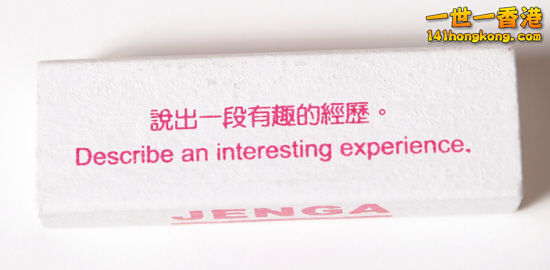 一世一香港
141hongkong.com
說出一段有趣的經歷。
Describe an interesting experience.
JENGA